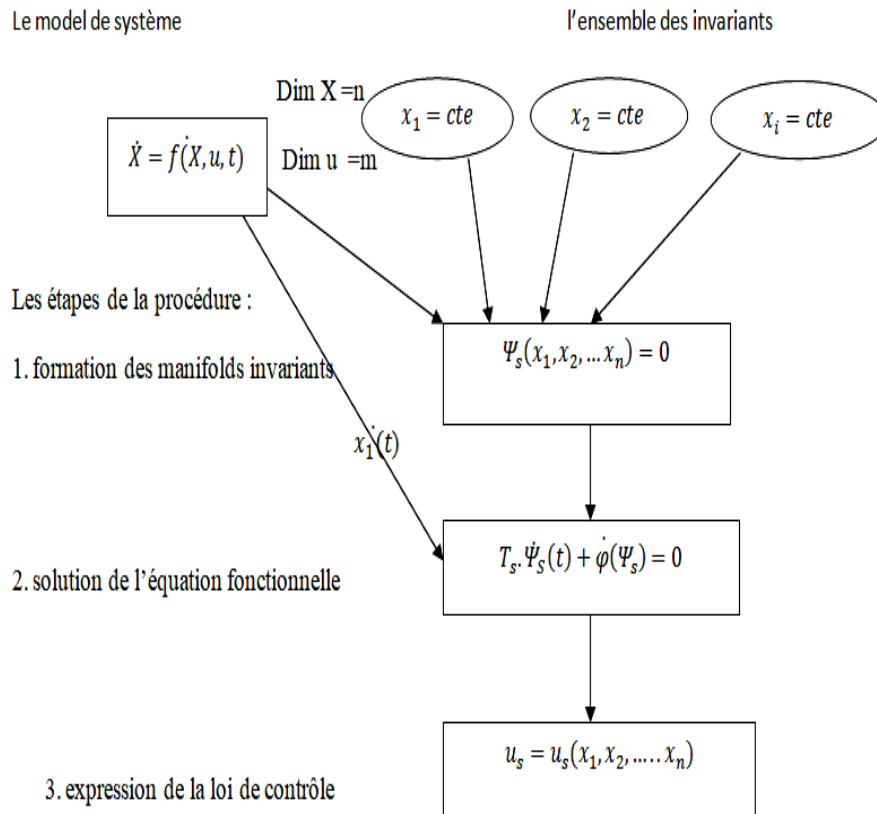 Le model de système
l'ensemble des invariants
Dim X =n
Dim u =m
x₁ = cte
x₂ = cte
xᵢ = cte
Ẋ = ḟ(X, u, t)
Les étapes de la procédure :
1. formation des manifolds invariants
Ψₛ(x₁,x₂, … xₙ) = 0
ẋ₁(t)
2. solution de l'équation fonctionnelle
Tₛ. Ψ̇_S(t) + φ̇(Ψₛ) = 0
3. expression de la loi de contrôle
uₛ = uₛ(x₁, x₂, ….. xₙ)